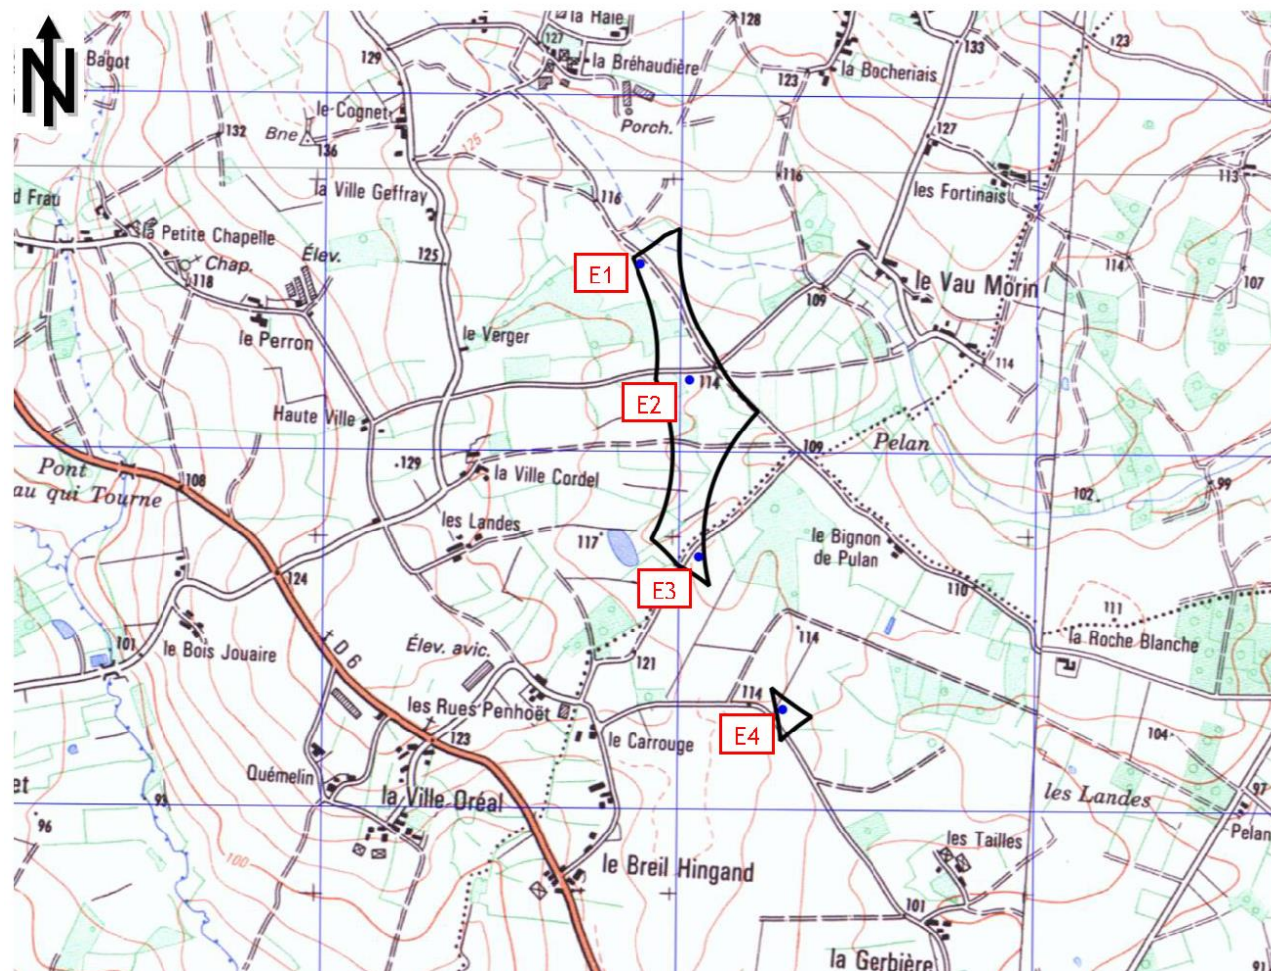 N
Bagot
la Haie
128
127
129
la Bréhaudière
123
la Bocheriais
133
123
le Cognet
Porch.
Bne
132
136
125
127
116
116
113
les Fortinais
d Frau
la Ville Geffray
la Petite Chapelle
Chap.
Élev.
125
118
E1
114
le Vau Morin
109
107
le Perron
le Verger
114
114
E2
Haute Ville
Pont
au qui Tourne
108
129
la Ville Cordel
109
Pelan
99
102
les Landes
117
le Bignon
de Pulan
124
E3
110
111
la Roche Blanche
101
le Bois Jouaire
D6
Élev. avic.
121
114
114
les Rues Penhoët
E4
le Carrouge
123
104
Quémelin
et
93
la Ville Oréal
les Landes
97
Pelan
96
100
les Tailles
le Breil Hingand
101
la Gerbière
91